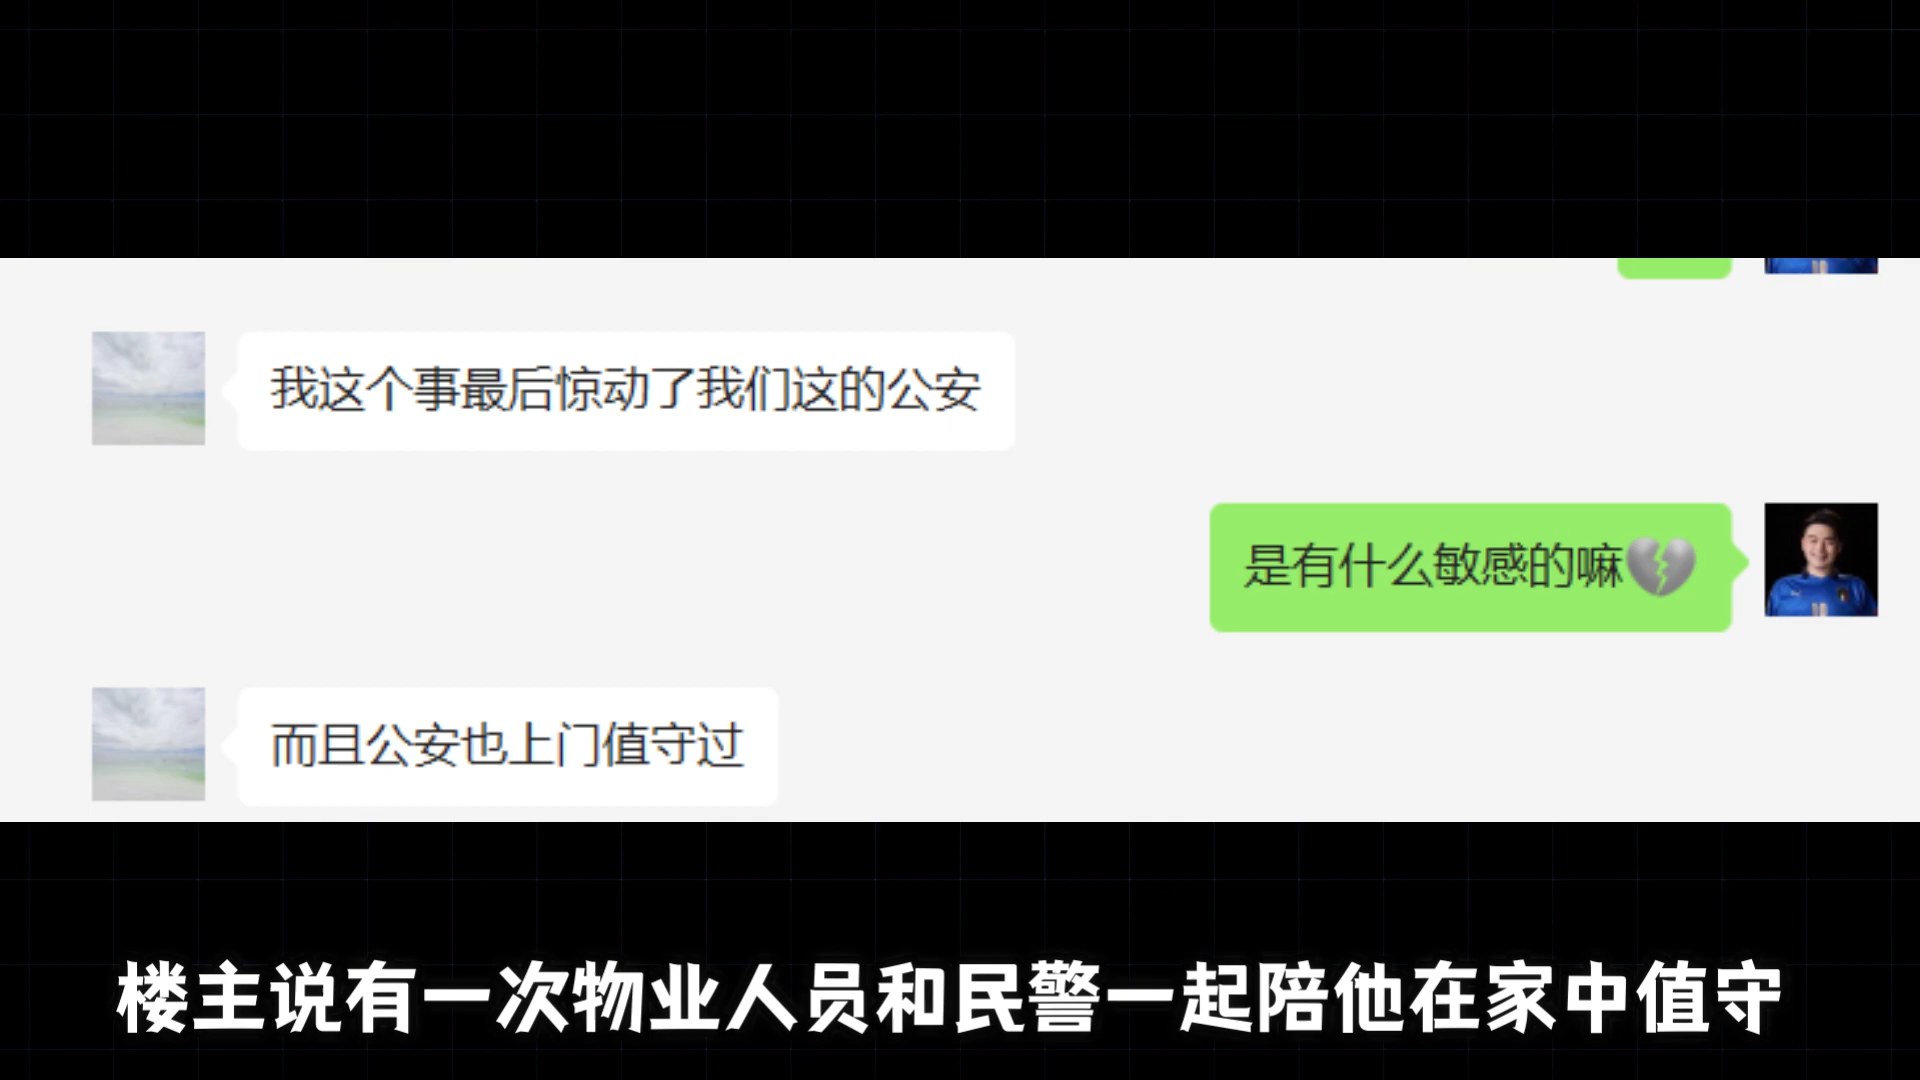 我这个事最后惊动了我们这的公安
是有什么敏感的嘛💔
而且公安也上门值守过
楼主说有一次物业人员和民警一起陪他在家中值守